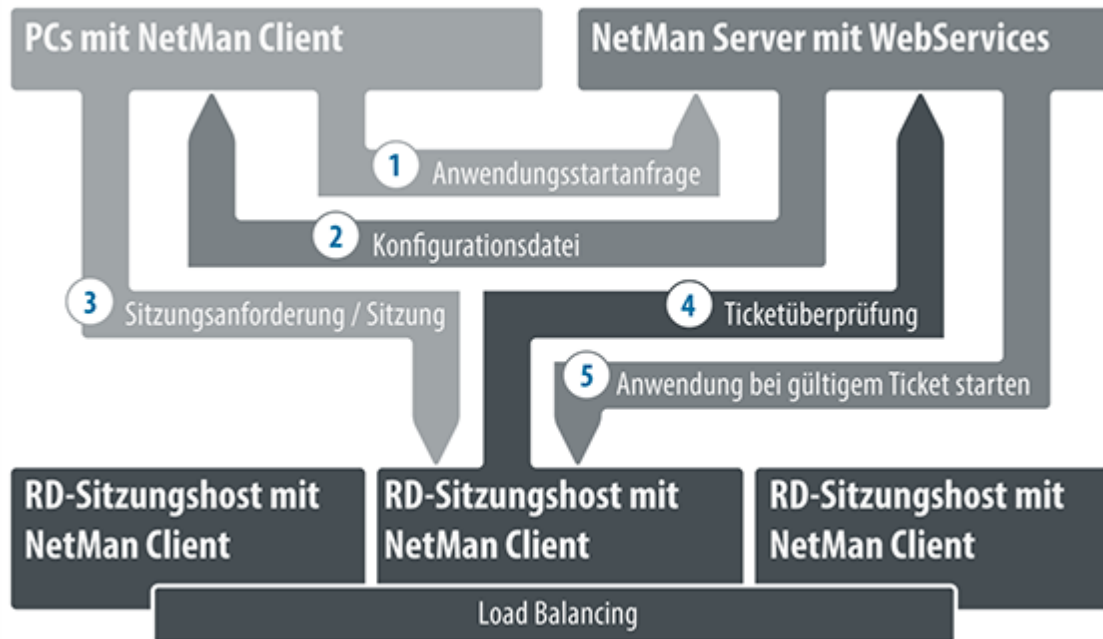 PCs mit NetMan Client
NetMan Server mit WebServices
1 Anwendungsstartanfrage
2 Konfigurationsdatei
3 Sitzungsanforderung / Sitzung
4 Ticketüberprüfung
5 Anwendung bei gültigem Ticket starten
RD-Sitzungshost mit
NetMan Client
RD-Sitzungshost mit
NetMan Client
RD-Sitzungshost mit
NetMan Client
Load Balancing